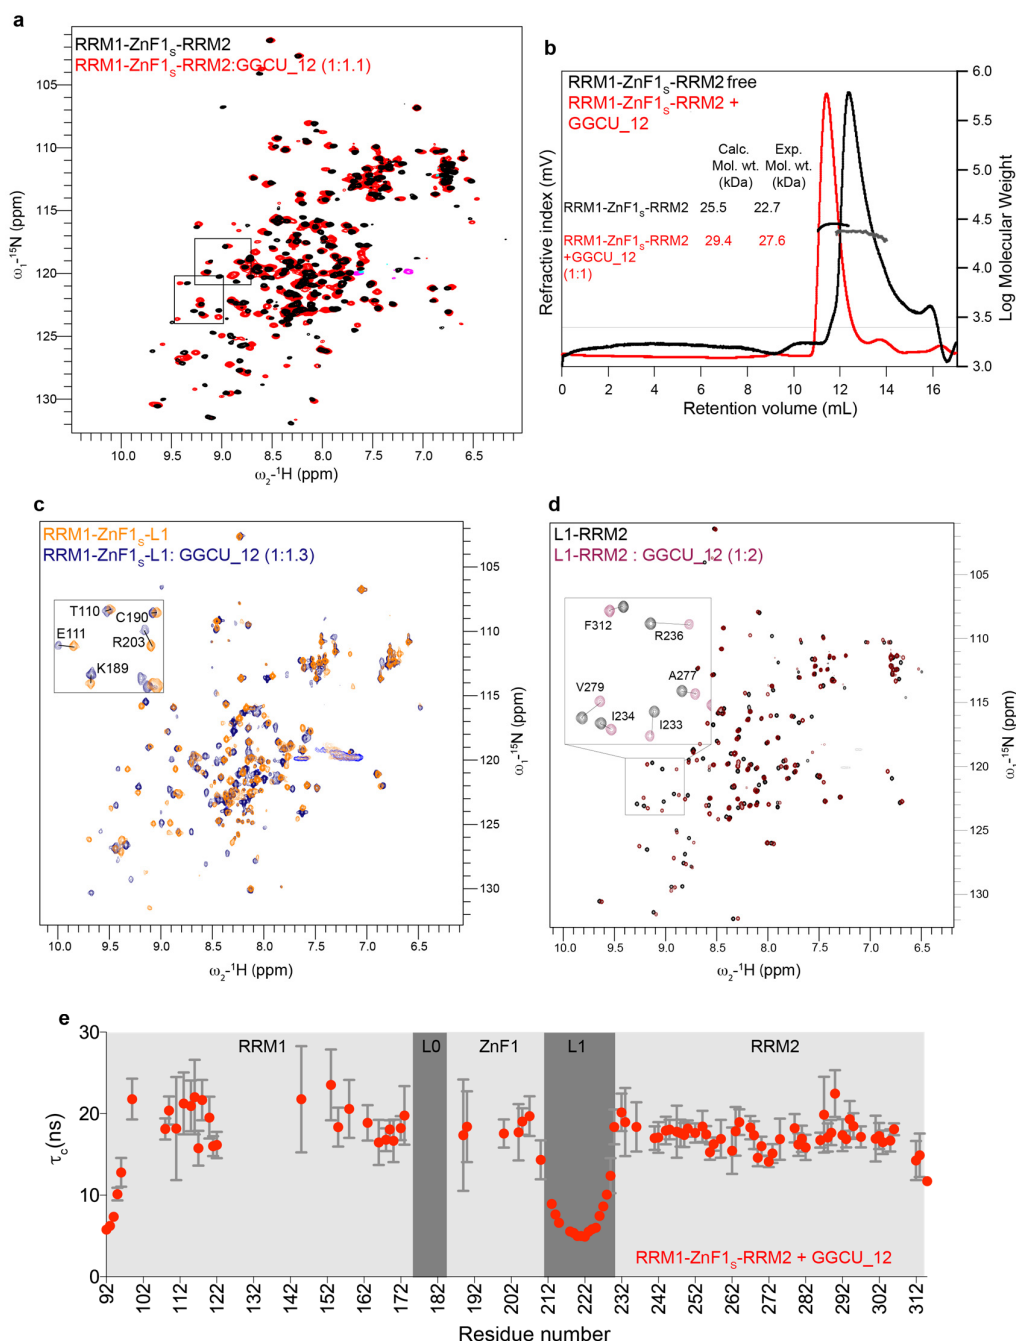 a
RRM1-ZnF1S-RRM2
RRM1-ZnF1S-RRM2:GGCU_12 (1:1.1)
105
110
115
120
125
130
ω1-15N (ppm)
10.0 9.5 9.0 8.5 8.0 7.5 7.0 6.5
ω2-1H (ppm)
b
RRM1-ZnF1S-RRM2 free
RRM1-ZnF1S-RRM2 +
GGCU_12
Calc. Exp.
Mol. wt. Mol. wt.
(kDa) (kDa)
RRM1-ZnF1S-RRM2 25.5 22.7
RRM1-ZnF1S-RRM2 29.4 27.6
+GGCU_12
(1:1)
Refractive index (mV)
6.0
5.5
5.0
4.5
4.0
3.5
3.0
Log Molecular Weight
0 2 4 6 8 10 12 14 16
Retention volume (mL)
c
RRM1-ZnF1S-L1
RRM1-ZnF1S-L1: GGCU_12 (1:1.3)
T110
C190
E111
R203
K189
105
110
115
120
125
130
ω1-15N (ppm)
10.0 9.5 9.0 8.5 8.0 7.5 7.0 6.5
ω2-1H (ppm)
d
L1-RRM2
L1-RRM2 : GGCU_12 (1:2)
F312
R236
A277
V279
I234
I233
105
110
115
120
125
130
ω1-15N (ppm)
10.0 9.5 9.0 8.5 8.0 7.5 7.0 6.5
ω2-1H (ppm)
e
30
20
10
0
τc(ns)
RRM1 L0 ZnF1 L1 RRM2
RRM1-ZnF1S-RRM2 + GGCU_12
92 102 112 122 132 142 152 162 172 182 192 202 212 222 232 242 252 262 272 282 292 302 312
Residue number